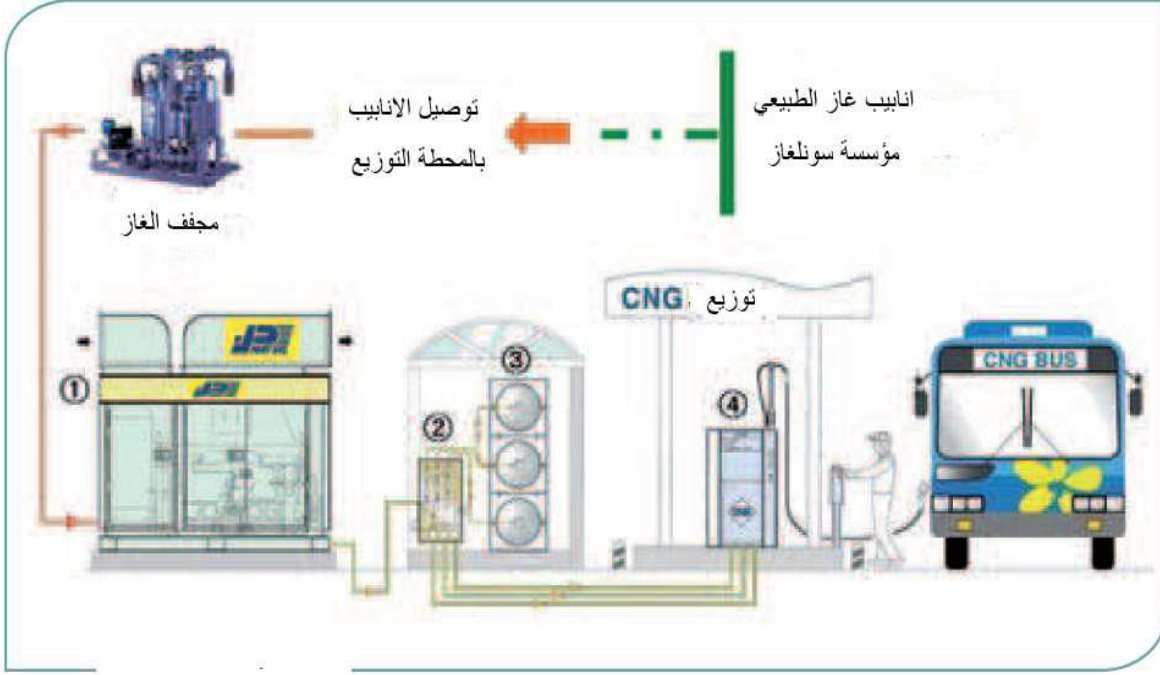 انابيب غاز الطبيعي
مؤسسة سونلغاز
توصيل الانابيب
بالمحطة التوزيع
مجفف الغاز
CNG توزيع
CNG BUS
①
②
③
④